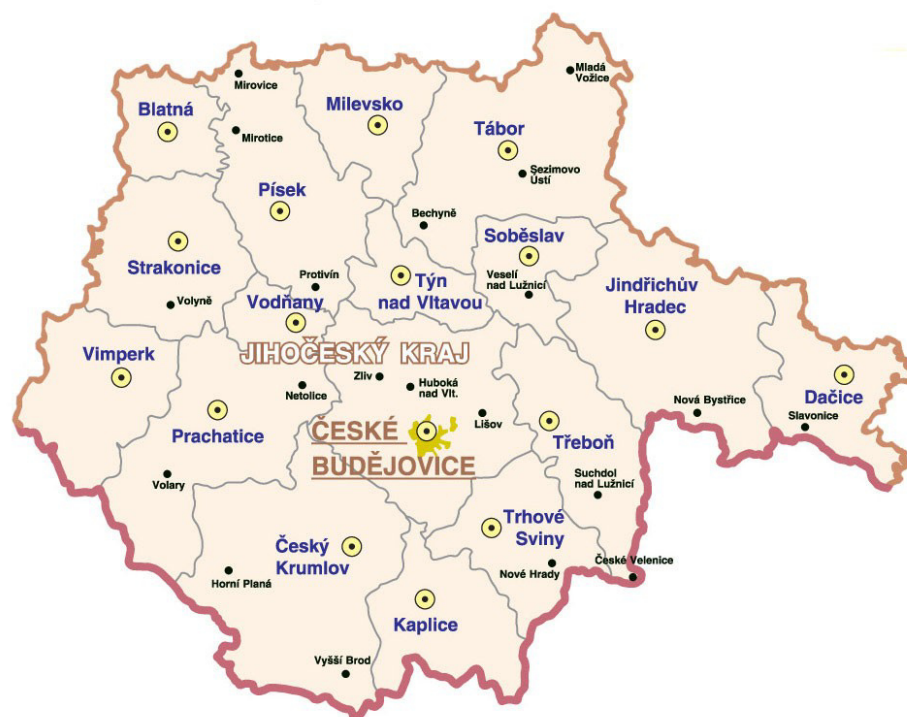 Mladá
Vožice
Mirovice
Milevsko
Blatná
Tábor
Mirotice
Sezimovo
Ústí
Písek
Bechyně
Soběslav
Strakonice
Protivín
Týn
nad Vltavou
Veselí
nad Lužnicí
Jindřichův
Hradec
Volyně
Vodňany
JIHOČESKÝ KRAJ
Vimperk
Zliv
Huboká
nad Vlt.
Netolice
Dačice
Nová Bystřice
Slavonice
Prachatice
ČESKÉ
BUDĚJOVICE
Lišov
Třeboň
Volary
Suchdol
nad Lužnicí
Trhové
Sviny
Český
Krumlov
České Velenice
Horní Planá
Nové Hrady
Kaplice
Vyšší Brod